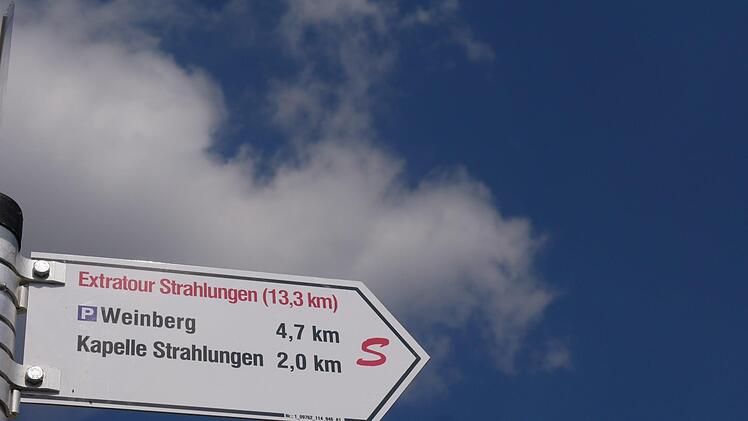 Extratour Strahlungen (13,3 km)
P Weinberg 4,7 km
Kapelle Strahlungen 2,0 km
S